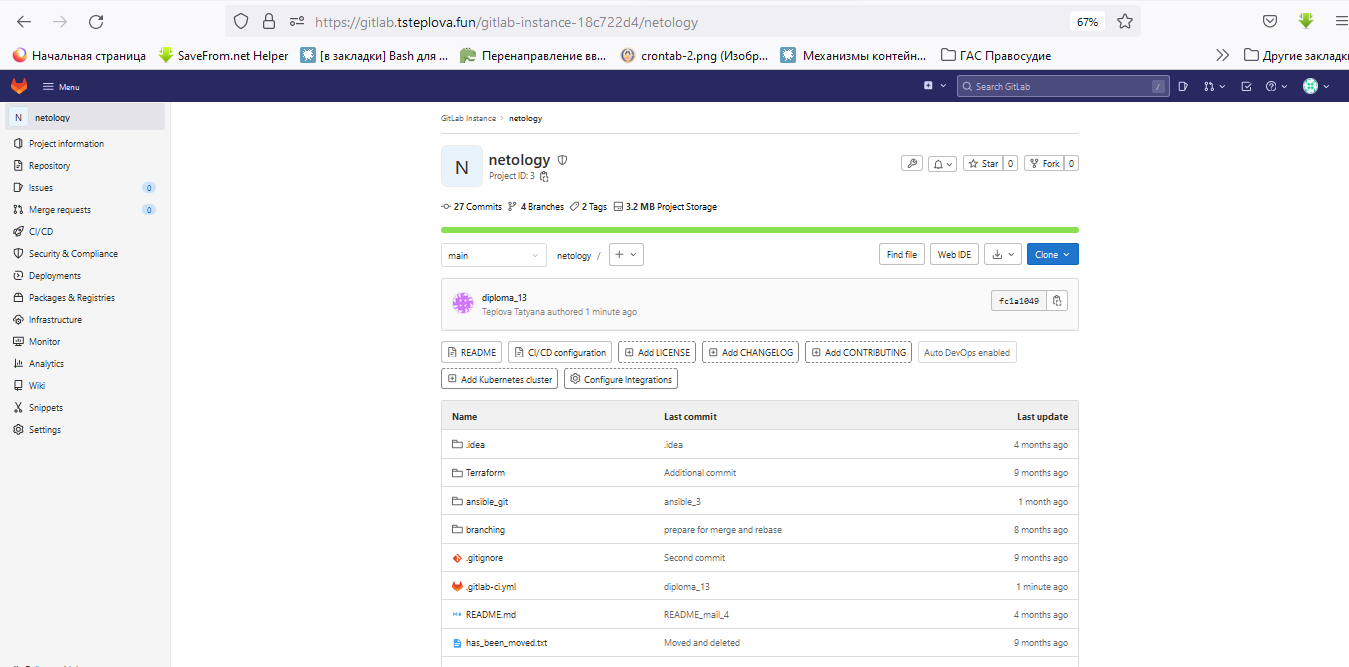 https://gitlab.tsteplova.fun/gitlab-instance-18c722d4/netology 67%
Начальная страница SaveFrom.net Helper [в закладки] Bash для ... Перенаправление вв... crontab-2.png (Изобр... Механизмы контейн... ГАС Правосудие Другие закладки
Menu Search GitLab /
N netology
Project information
Repository
Issues 0
Merge requests 0
CI/CD
Security & Compliance
Deployments
Packages & Registries
Infrastructure
Monitor
Analytics
Wiki
Snippets
Settings
GitLab Instance > netology
N netology
Project ID: 3
Star 0 Fork 0
27 Commits 4 Branches 2 Tags 3.2 MB Project Storage
main netology / + Find file Web IDE Clone
diploma_13
Teplova Tatyana authored 1 minute ago
fc1a1049
README CI/CD configuration Add LICENSE Add CHANGELOG Add CONTRIBUTING Auto DevOps enabled
Add Kubernetes cluster Configure Integrations
Name Last commit Last update
.idea .idea 4 months ago
Terraform Additional commit 9 months ago
ansible_git ansible_3 1 month ago
branching prepare for merge and rebase 8 months ago
.gitignore Second commit 9 months ago
.gitlab-ci.yml diploma_13 1 minute ago
README.md README_mail_4 4 months ago
has_been_moved.txt Moved and deleted 9 months ago